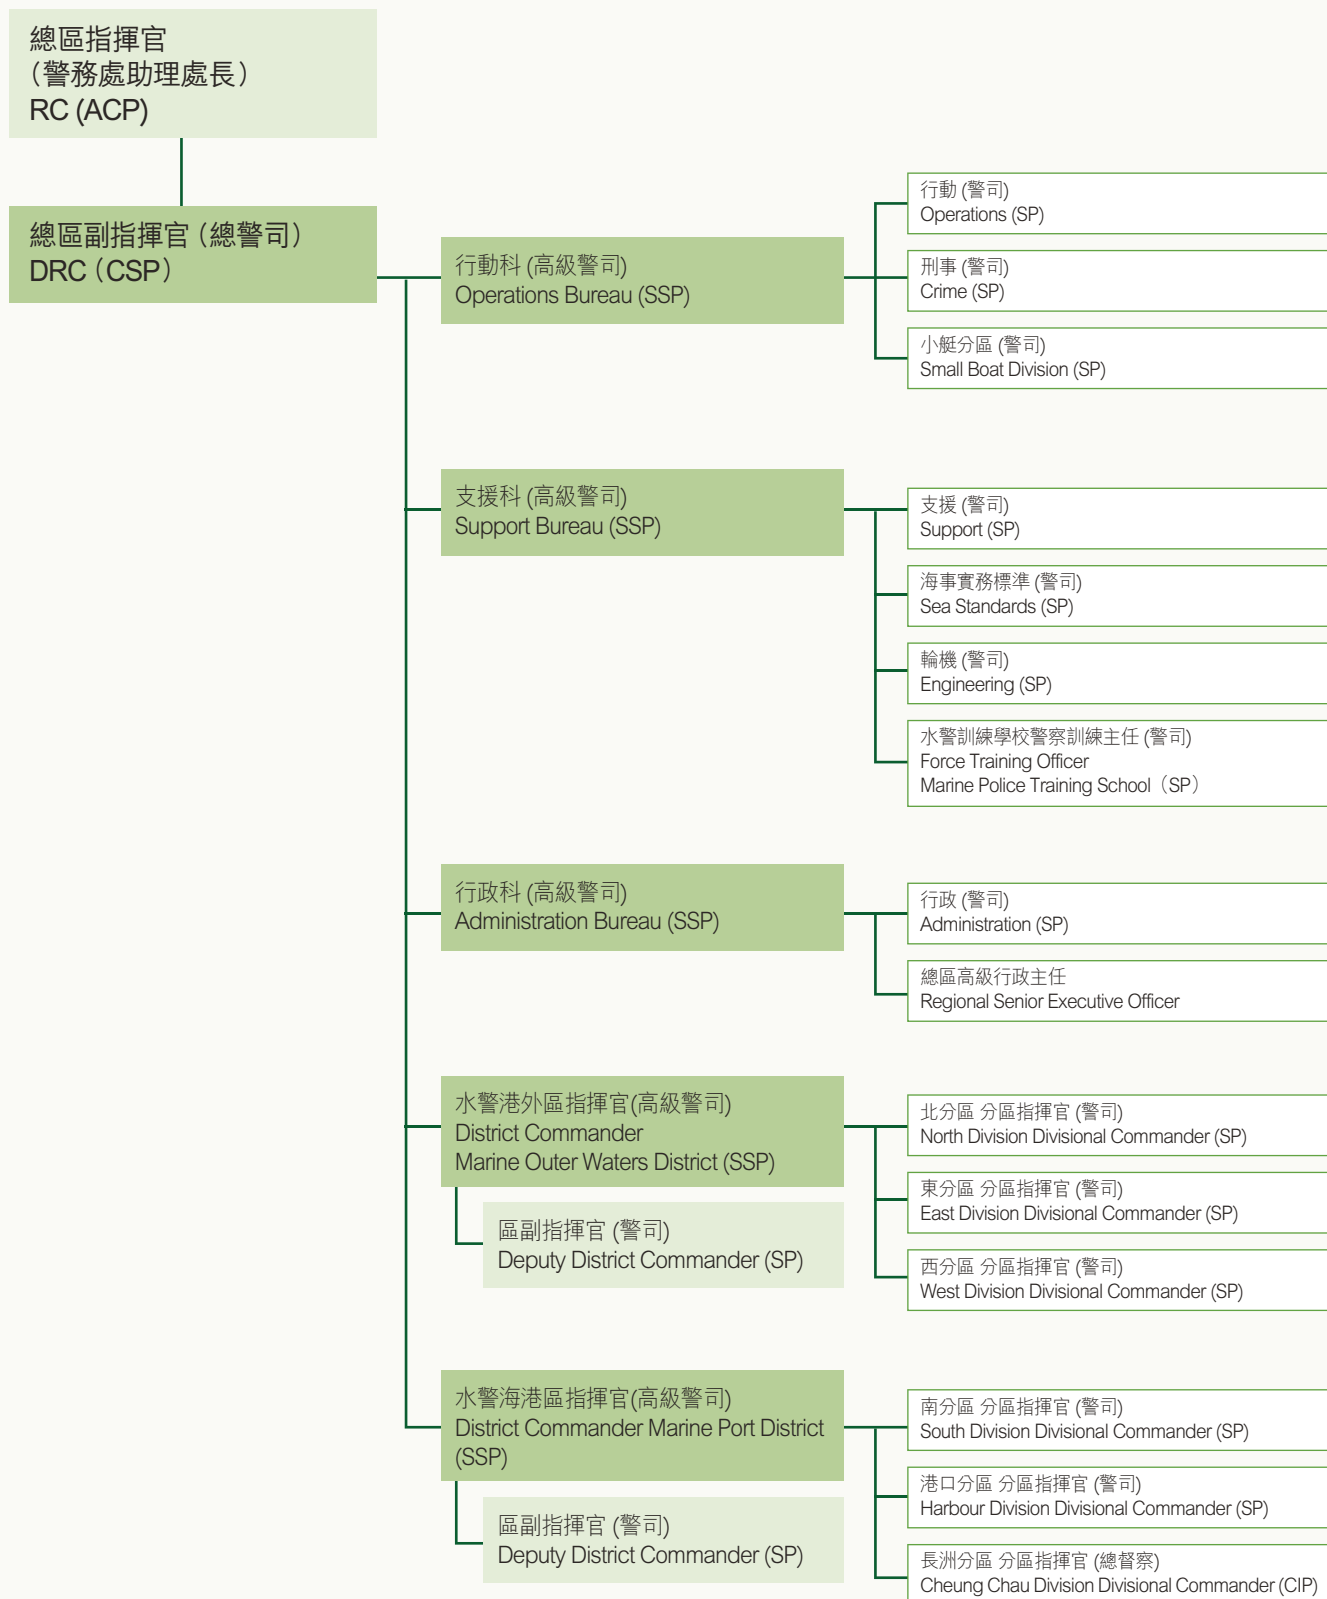 總區指揮官
（警務處助理處長）
RC (ACP)
總區副指揮官（總警司）
DRC（CSP）
行動科 (高級警司)
Operations Bureau (SSP)
行動 (警司)
Operations (SP)
刑事 (警司)
Crime (SP)
小艇分區 (警司)
Small Boat Division (SP)
支援科 (高級警司)
Support Bureau (SSP)
支援 (警司)
Support (SP)
海事實務標準 (警司)
Sea Standards (SP)
輪機 (警司)
Engineering (SP)
水警訓練學校警察訓練主任 (警司)
Force Training Officer
Marine Police Training School（SP）
行政科 (高級警司)
Administration Bureau (SSP)
行政 (警司)
Administration (SP)
總區高級行政主任
Regional Senior Executive Officer
水警港外區指揮官(高級警司)
District Commander
Marine Outer Waters District (SSP)
區副指揮官 (警司)
Deputy District Commander (SP)
北分區 分區指揮官 (警司)
North Division Divisional Commander (SP)
東分區 分區指揮官 (警司)
East Division Divisional Commander (SP)
西分區 分區指揮官 (警司)
West Division Divisional Commander (SP)
水警海港區指揮官(高級警司)
District Commander Marine Port District
(SSP)
區副指揮官 (警司)
Deputy District Commander (SP)
南分區 分區指揮官 (警司)
South Division Divisional Commander (SP)
港口分區 分區指揮官 (警司)
Harbour Division Divisional Commander (SP)
長洲分區 分區指揮官 (總督察)
Cheung Chau Division Divisional Commander (CIP)